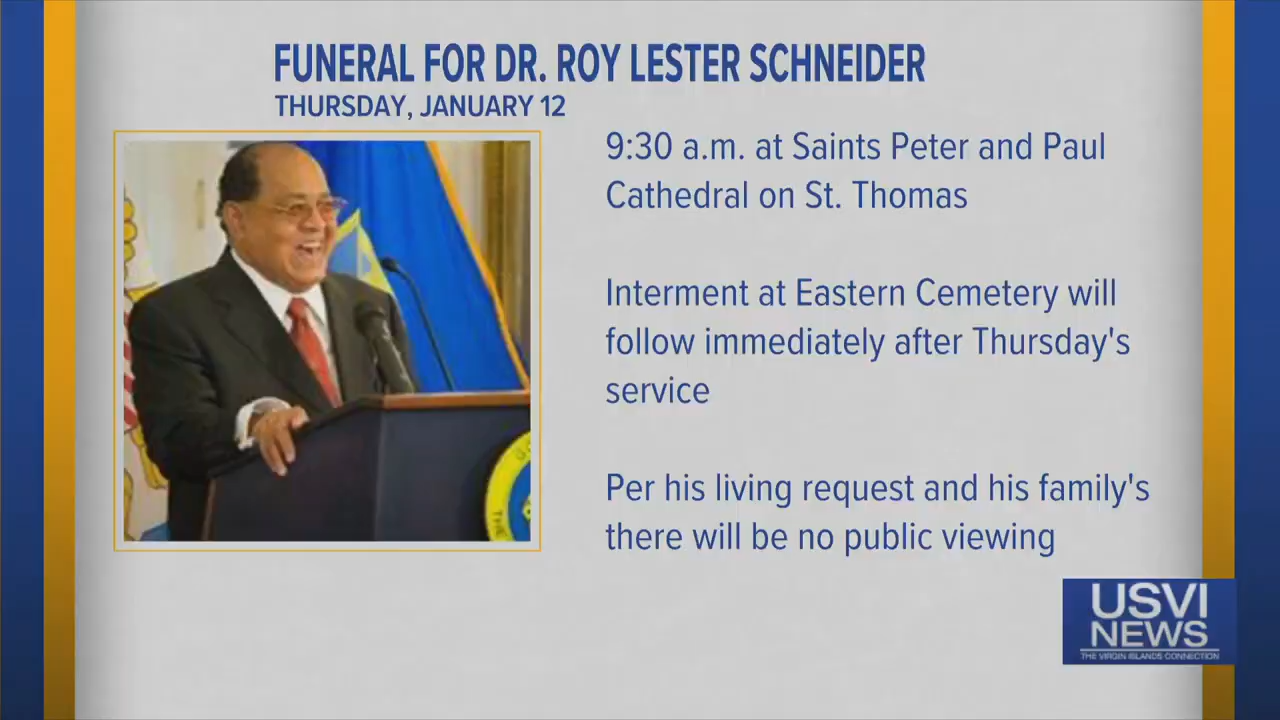 FUNERAL FOR DR. ROY LESTER SCHNEIDER
THURSDAY, JANUARY 12
9:30 a.m. at Saints Peter and Paul
Cathedral on St. Thomas
Interment at Eastern Cemetery will
follow immediately after Thursday's
service
Per his living request and his family's
there will be no public viewing
USVI
NEWS
THE VIRGIN ISLANDS CONNECTION